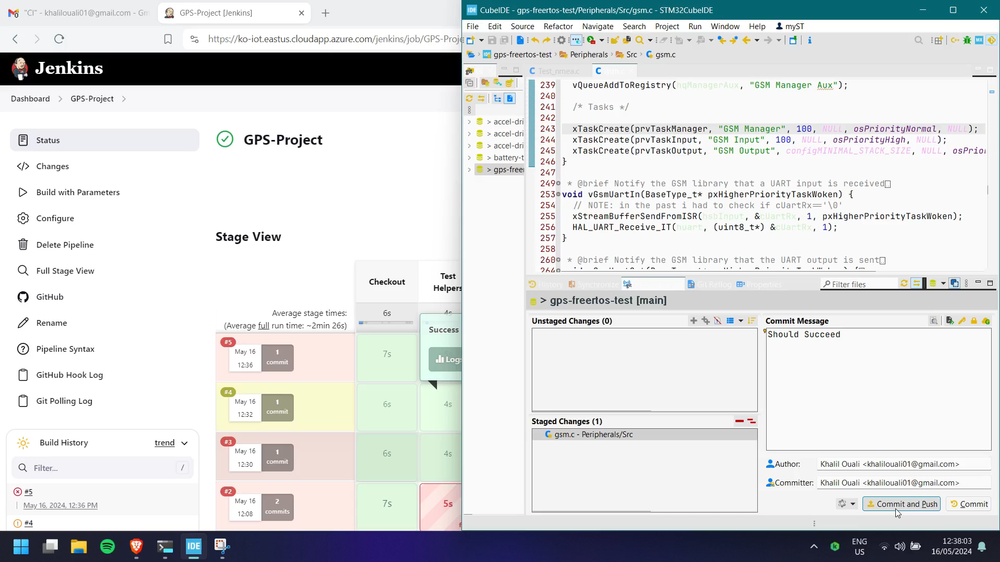 "CI" - khalilouali01@gmail.com - Gm
GPS-Project [Jenkins]
https://ko-iot.eastus.cloudapp.azure.com/jenkins/job/GPS-Proje
Jenkins
Dashboard
GPS-Project
Status
Changes
Build with Parameters
Configure
Delete Pipeline
Full Stage View
GitHub
Rename
Pipeline Syntax
GitHub Hook Log
Git Polling Log
Build History
trend
Filter...
/
#5
May 16, 2024, 12:36 PM
#4
GPS-Project
Stage View
Checkout
Test
Helpers
Average stage times:
(Average full run time: ~2min 26s)
6s
4s
#5
May 16
12:36
1
commit
7s
Success
Logs
#4
May 16
12:32
1
commit
6s
4s
#3
May 16
12:30
1
commit
6s
4s
#2
May 16
12:08
2
commits
7s
5s
CubeIDE - gps-freertos-test/Peripherals/Src/gsm.c - STM32CubeIDE
File Edit Source Refactor Navigate Search Project Run Window Help myST
gps-freertos-test Peripherals Src gsm.c
git
Test_nmea.c
gsm.c
> accel-dri
> accel-dri
> accel-dri
> battery-t
> gps-freer
239 vQueueAddToRegistry(hqManagerAux, "GSM Manager Aux");
240
241 /* Tasks */
242
243 xTaskCreate(prvTaskManager, "GSM Manager", 100, NULL, osPriorityNormal, NULL);
244 xTaskCreate(prvTaskInput, "GSM Input", 100, NULL, osPriorityHigh, NULL);
245 xTaskCreate(prvTaskOutput, "GSM Output", configMINIMAL_STACK_SIZE, NULL, osPrior
246 }
247
249 * @brief Notify the GSM library that a UART input is received
253 void vGsmUartIn(BaseType_t* pxHigherPriorityTaskWoken) {
254 // NOTE: in the past i had to check if cUartRx=='\0'
255 xStreamBufferSendFromISR(hsbInput, &cUartRx, 1, pxHigherPriorityTaskWoken);
256 HAL_UART_Receive_IT(huart, (uint8_t*) &cUartRx, 1);
257 }
258
260 * @brief Notify the GSM library that the UART output is sent
264
History Synchronize git Git Reflog Properties
Filter files
> gps-freertos-test [main]
Unstaged Changes (0)
Staged Changes (1)
gsm.c - Peripherals/Src
Commit Message
Should Succeed
Author: Khalil Ouali <khalilouali01@gmail.com>
Committer: Khalil Ouali <khalilouali01@gmail.com>
Commit and Push
Commit
IDE
ENG
US
12:38:03
16/05/2024